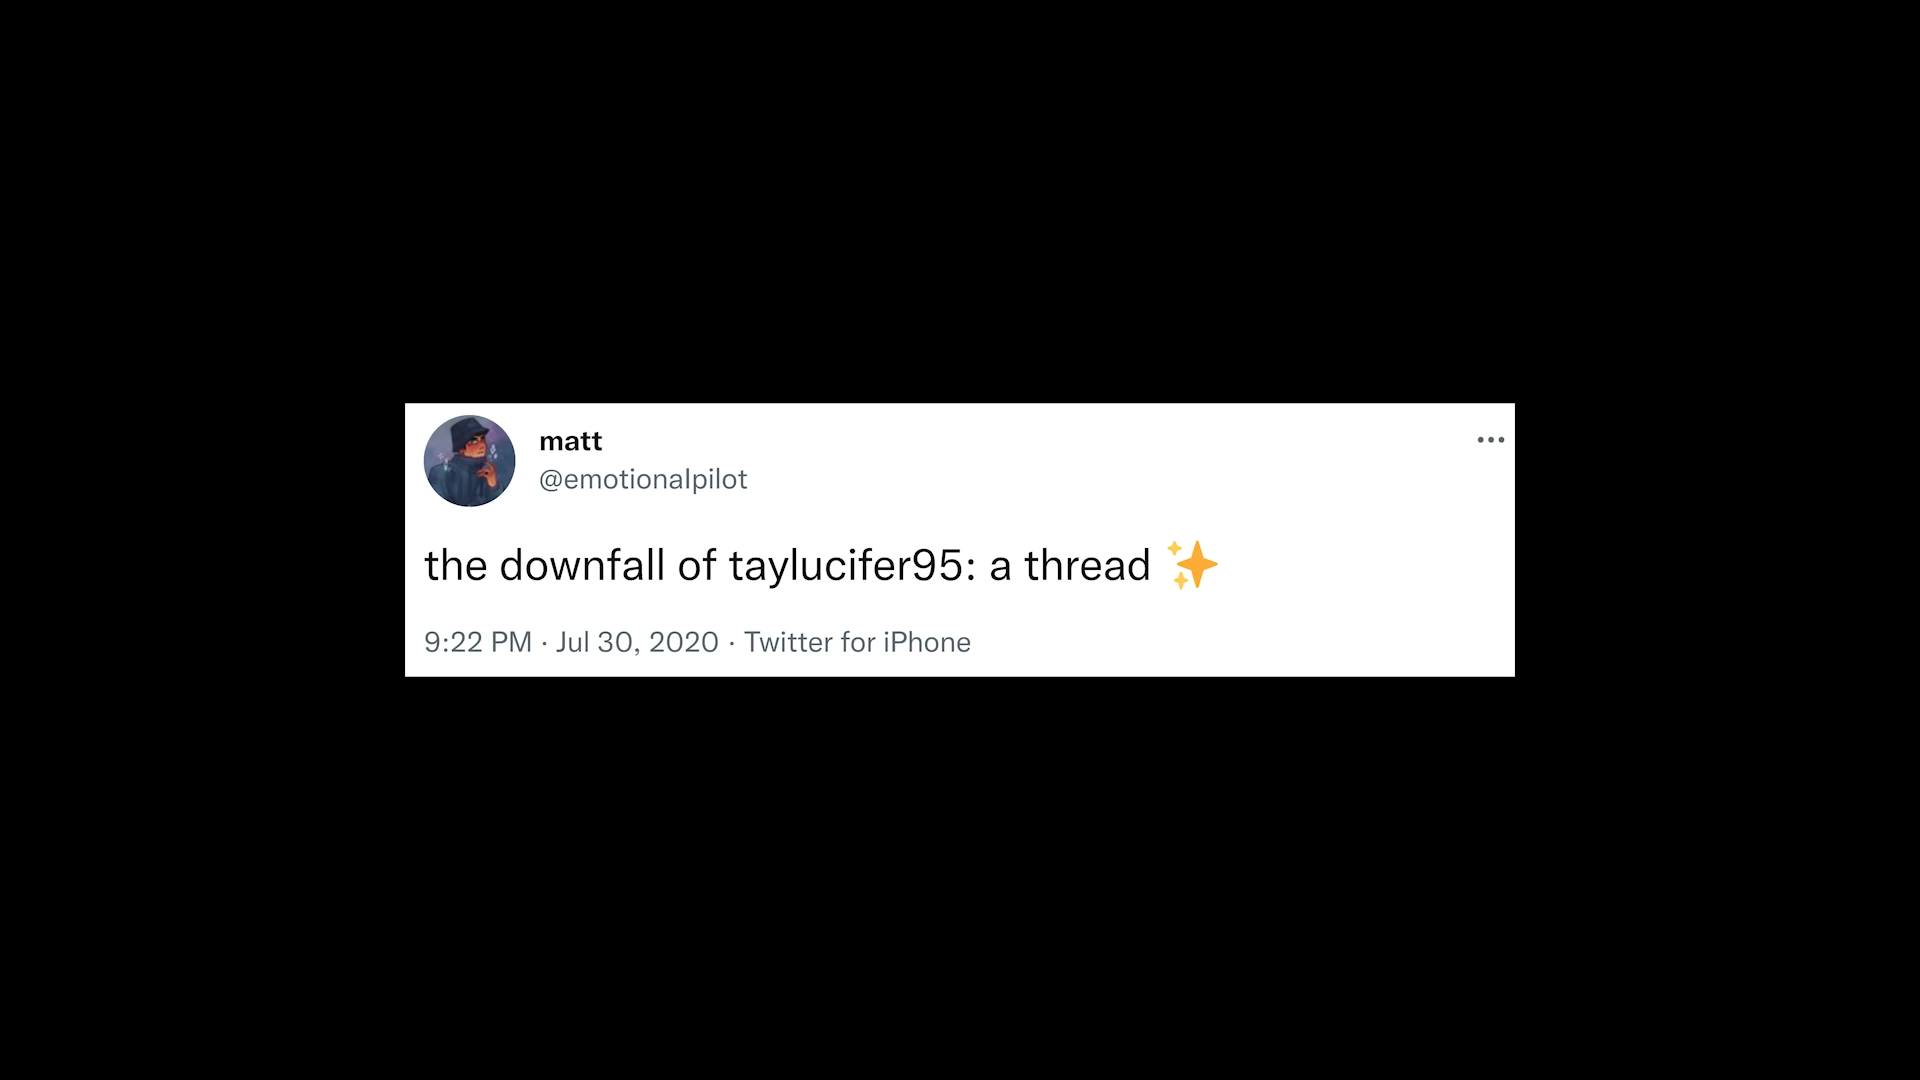 matt
@emotionalpilot
the downfall of taylucifer95: a thread ✨
9:22 PM · Jul 30, 2020 · Twitter for iPhone